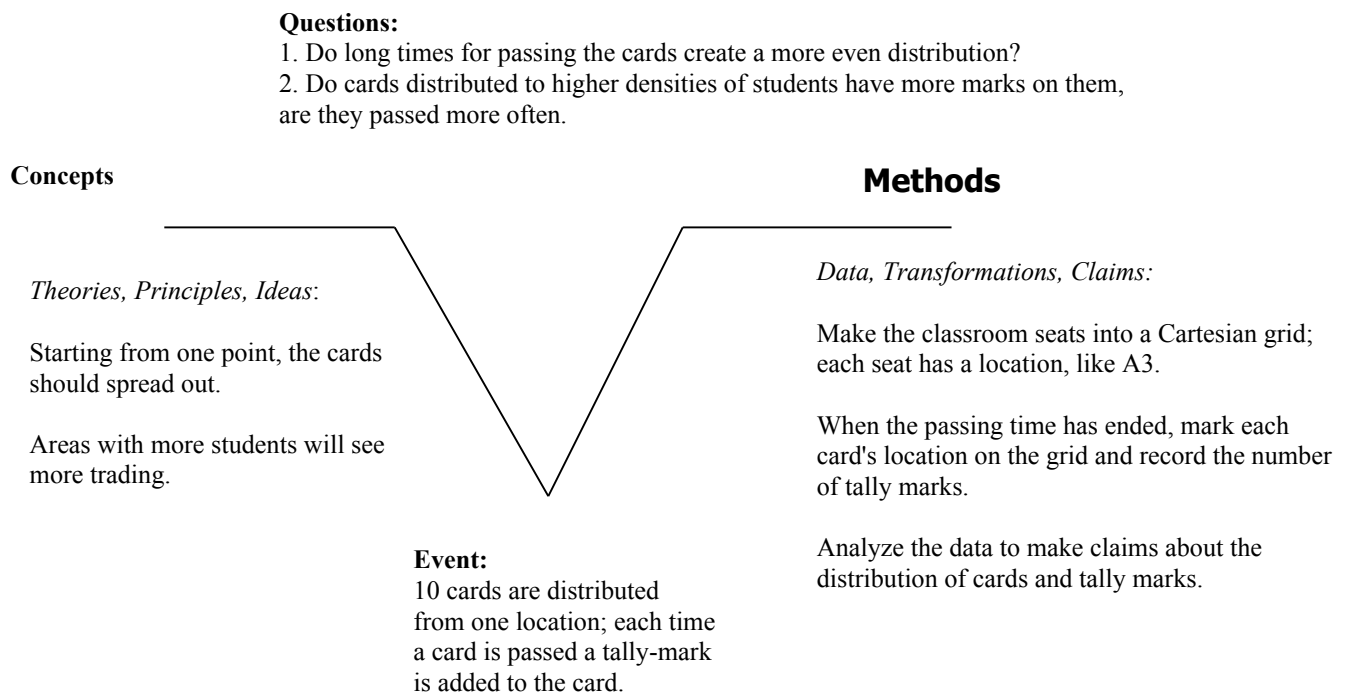 Questions:
1. Do long times for passing the cards create a more even distribution?
2. Do cards distributed to higher densities of students have more marks on them,
are they passed more often.
Concepts
Methods
Theories, Principles, Ideas:
Starting from one point, the cards
should spread out.
Areas with more students will see
more trading.
Data, Transformations, Claims:
Make the classroom seats into a Cartesian grid;
each seat has a location, like A3.
When the passing time has ended, mark each
card's location on the grid and record the number
of tally marks.
Analyze the data to make claims about the
distribution of cards and tally marks.
Event:
10 cards are distributed
from one location; each time
a card is passed a tally-mark
is added to the card.